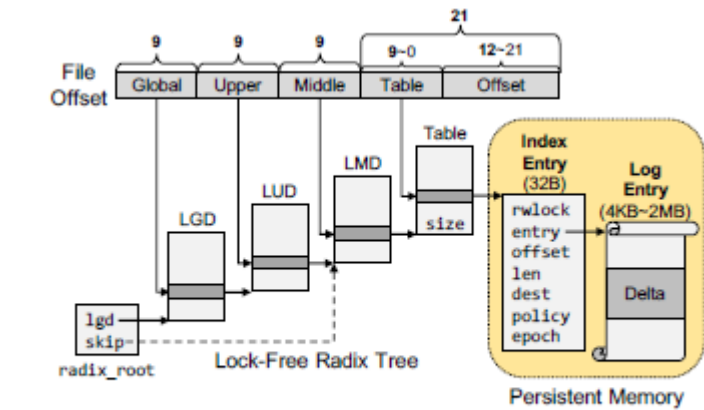 21
9 9 9 9~0 12~21
File Offset
Global Upper Middle Table Offset
Table
LMD
LUD
LGD
size
Index Entry (32B)
rwlock
entry
offset
len
dest
policy
epoch
Log Entry (4KB~2MB)
Delta
lgd
skip
radix_root
Lock-Free Radix Tree
Persistent Memory